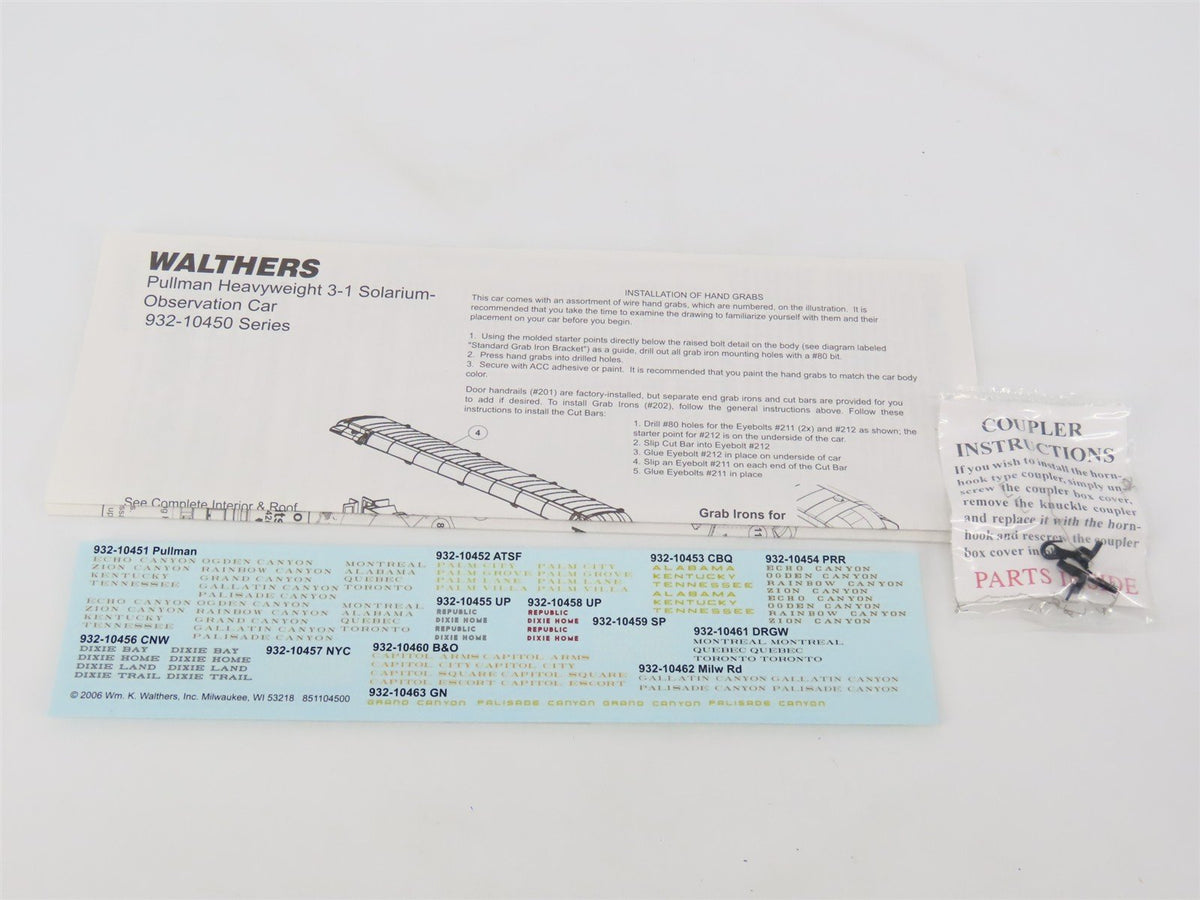 WALTHERS
Pullman Heavyweight 3-1 Solarium-
Observation Car
932-10450 Series
INSTALLATION OF HAND GRABS
This car comes with an assortment of wire hand grabs, which are numbered, on the illustration. It is
recommended that you take the time to examine the drawing to familiarize yourself with them and their
placement on your car before you begin.
1. Using the molded starter points directly below the raised bolt detail on the body (see diagram labeled
"Standard Grab Iron Bracket") as a guide, drill out all grab iron mounting holes with a #80 bit.
2. Press hand grabs into drilled holes.
3. Secure with ACC adhesive or paint. It is recommended that you paint the hand grabs to match the car body
color.
Door handrails (#201) are factory-installed, but separate end grab irons and cut bars are provided for you
to add if desired. To install Grab Irons (#202), follow the general instructions above. Follow these
instructions to install the Cut Bars:
1. Drill #80 holes for the Eyebolts #211 (2x) and #212 as shown; the
starter point for #212 is on the underside of the car.
2. Slip Cut Bar into Eyebolt #212
3. Glue Eyebolt #212 in place on underside of car
4. Slip an Eyebolt #211 on each end of the Cut Bar
5. Glue Eyebolts #211 in place
4
See Complete Interior & Roof
Grab Irons for
8
11
COUPLER
INSTRUCTIONS
If you wish to install the horn-
hook type coupler, simply un-
screw the coupler box cover,
remove the knuckle coupler
and replace it with the horn-
hook and rescrew the coupler
box cover in
PARTS INSIDE
932-10451 Pullman
ECHO CANYON OGDEN CANYON MONTREAL
ZION CANYON RAINBOW CANYON ALABAMA
KENTUCKY GRAND CANYON QUEBEC
TENNESSEE GALLATIN CANYON TORONTO
PALISADE CANYON
ECHO CANYON OGDEN CANYON MONTREAL
ZION CANYON RAINBOW CANYON ALABAMA
KENTUCKY GRAND CANYON QUEBEC
TENNESSEE GALLATIN CANYON TORONTO
PALISADE CANYON
932-10452 ATSF
PALM CITY PALM CITY
PALM GROVE PALM GROVE
PALM LANE PALM LANE
PALM VILLA PALM VILLA
932-10453 CBQ
ALABAMA
KENTUCKY
TENNESSEE
ALABAMA
KENTUCKY
TENNESSEE
932-10454 PRR
ECHO CANYON
OGDEN CANYON
RAINBOW CANYON
ZION CANYON
ECHO CANYON
OGDEN CANYON
RAINBOW CANYON
ZION CANYON
932-10455 UP
REPUBLIC
DIXIE HOME
REPUBLIC
DIXIE HOME
932-10458 UP
REPUBLIC
DIXIE HOME
REPUBLIC
DIXIE HOME
932-10459 SP
932-10456 CNW
DIXIE BAY DIXIE BAY
DIXIE HOME DIXIE HOME
DIXIE LAND DIXIE LAND
DIXIE TRAIL DIXIE TRAIL
932-10457 NYC
932-10460 B&O
CAPITOL ARMS CAPITOL ARMS
CAPITOL CITY CAPITOL CITY
CAPITOL SQUARE CAPITOL SQUARE
CAPITOL ESCORT CAPITOL ESCORT
932-10461 DRGW
MONTREAL MONTREAL
QUEBEC QUEBEC
TORONTO TORONTO
932-10462 Milw Rd
GALLATIN CANYON GALLATIN CANYON
PALISADE CANYON PALISADE CANYON
932-10463 GN
GRAND CANYON PALISADE CANYON GRAND CANYON PALISADE CANYON
© 2006 Wm. K. Walthers, Inc. Milwaukee, WI 53218 851104500